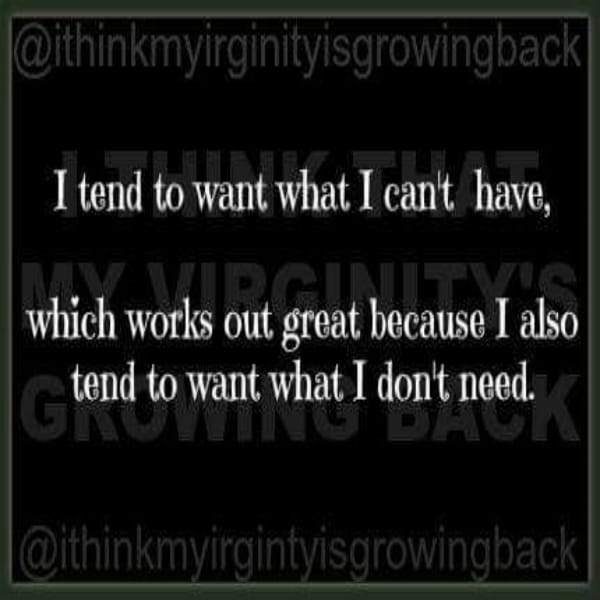 @ithinkmyirginityisgrowingback
I THINK THAT
I tend to want what I can't have,
MY VIRGINITY'S
which works out great because I also
tend to want what I don't need.
GROWING BACK
@ithinkmyirgintyisgrowingback